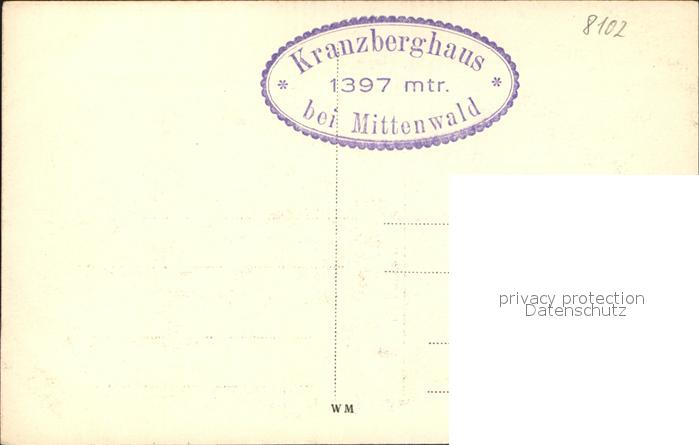 8102
Kranzberghaus
* 1397 mtr. *
bei Mittenwald
privacy protection
Datenschutz
WM